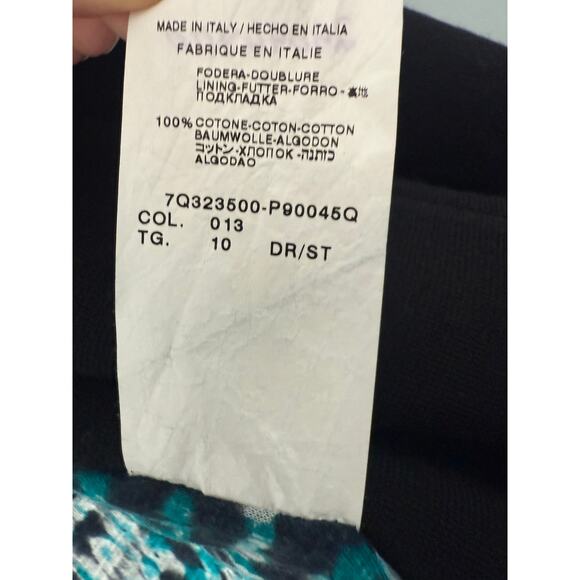 MADE IN ITALY / HECHO EN ITALIA
FABRIQUE EN ITALIE
FODERA-DOUBLURE
LINING-FUTTER-FORRO - 裏地
ПОДКЛАДКА
100% COTONE-COTON-COTTON
BAUMWOLLE-ALGODON
コットン -ХЛОПОК - כותנה
ALGODAO
7Q323500-P90045Q
COL. 013
TG. 10 DR/ST